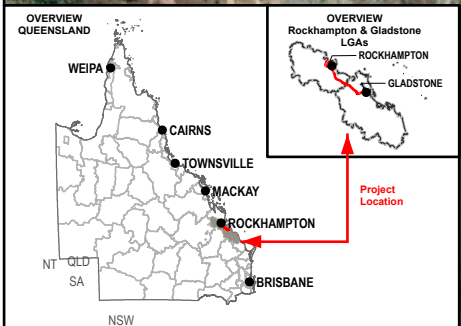 OVERVIEW
QUEENSLAND
WEIPA
CAIRNS
TOWNSVILLE
MACKAY
ROCKHAMPTON
BRISBANE
NT
QLD
SA
NSW
OVERVIEW
Rockhampton & Gladstone
LGAs
ROCKHAMPTON
GLADSTONE
Project
Location